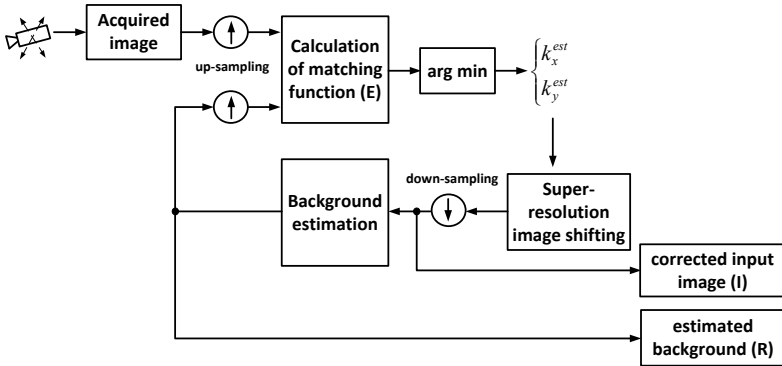 Acquired
image
up-sampling
Calculation
of matching
function (E)
arg min
k_x^est
k_y^est
down-sampling
Background
estimation
Super-
resolution
image shifting
corrected input
image (I)
estimated
background (R)